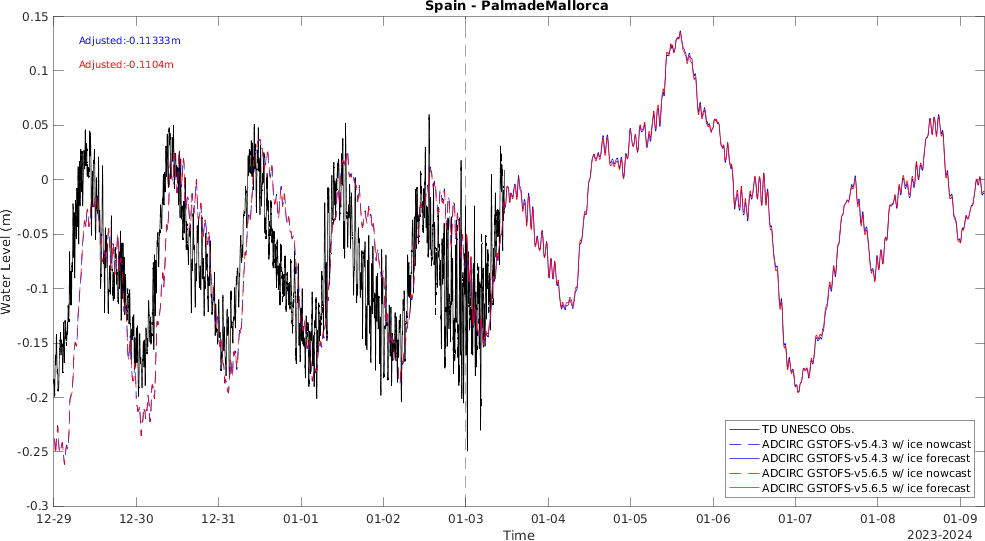 Spain - PalmadeMallorca
Adjusted:-0.11333m
Adjusted:-0.1104m
Water Level (m)
0.15
0.1
0.05
0
-0.05
-0.1
-0.15
-0.2
-0.25
-0.3
TD UNESCO Obs.
ADCIRC GSTOFS-v5.4.3 w/ ice nowcast
ADCIRC GSTOFS-v5.4.3 w/ ice forecast
ADCIRC GSTOFS-v5.6.5 w/ ice nowcast
ADCIRC GSTOFS-v5.6.5 w/ ice forecast
12-29 12-30 12-31 01-01 01-02 01-03 01-04 01-05 01-06 01-07 01-08 01-09
Time
2023-2024